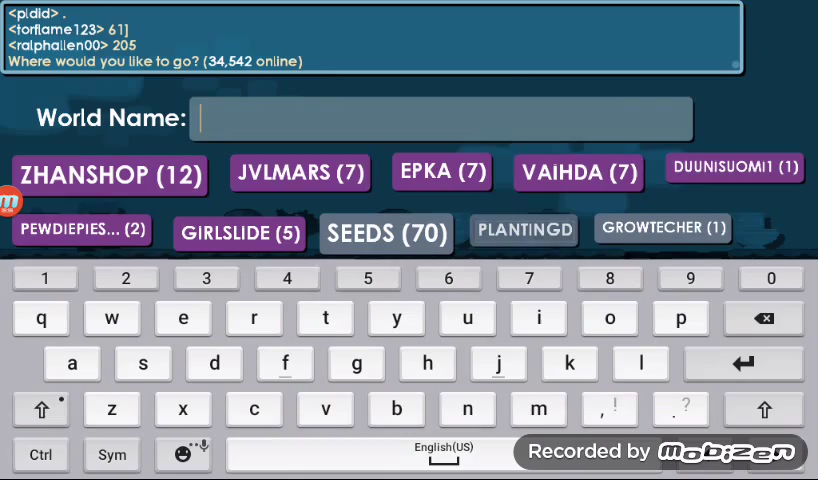 <pldid> .
<torflame123> 61]
<ralphallen00> 205
Where would you like to go? (34,542 online)
World Name:
ZHANSHOP (12) JVLMARS (7) EPKA (7) VAiHDA (7) DUUNiSUOMi1 (1)
PEWDIEPIES... (2) GIRLSLIDE (5) SEEDS (70) PLANTINGD GROWTECHER (1)
1 2 3 4 5 6 7 8 9 0
q w e r t y u i o p
a s d f g h j k l
z x c v b n m , ! . ?
Ctrl Sym English(US)
Recorded by mobizen